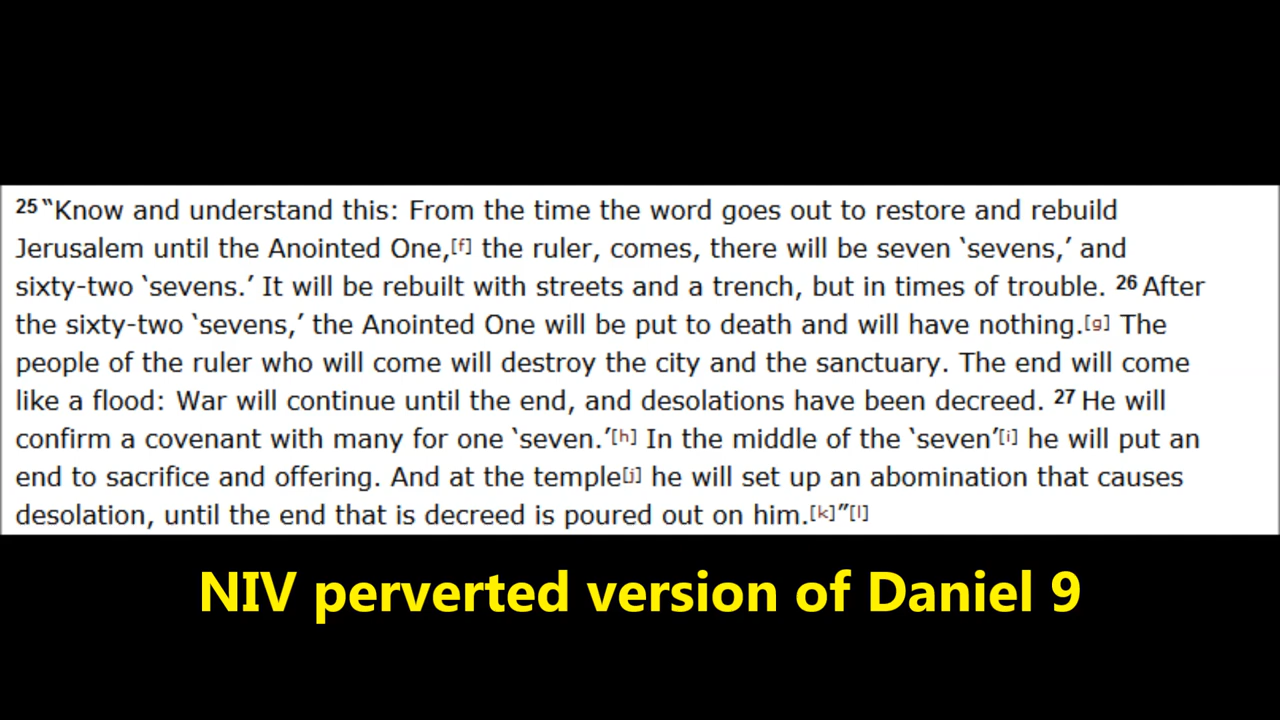 25 “Know and understand this: From the time the word goes out to restore and rebuild
Jerusalem until the Anointed One,[f] the ruler, comes, there will be seven ‘sevens,’ and
sixty-two ‘sevens.’ It will be rebuilt with streets and a trench, but in times of trouble. 26 After
the sixty-two ‘sevens,’ the Anointed One will be put to death and will have nothing.[g] The
people of the ruler who will come will destroy the city and the sanctuary. The end will come
like a flood: War will continue until the end, and desolations have been decreed. 27 He will
confirm a covenant with many for one ‘seven.’[h] In the middle of the ‘seven’[i] he will put an
end to sacrifice and offering. And at the temple[j] he will set up an abomination that causes
desolation, until the end that is decreed is poured out on him.[k]”[l]
NIV perverted version of Daniel 9